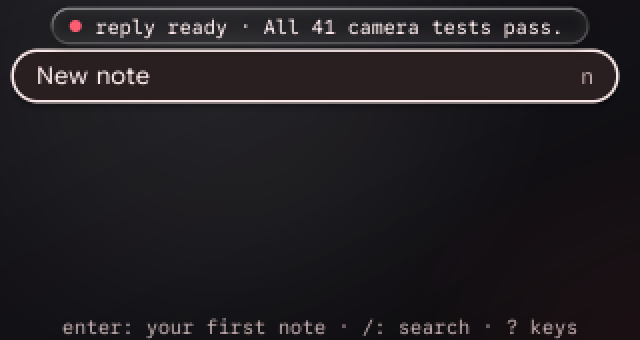 reply ready · All 41 camera tests pass.
New note n
enter: your first note · /: search · ? keys